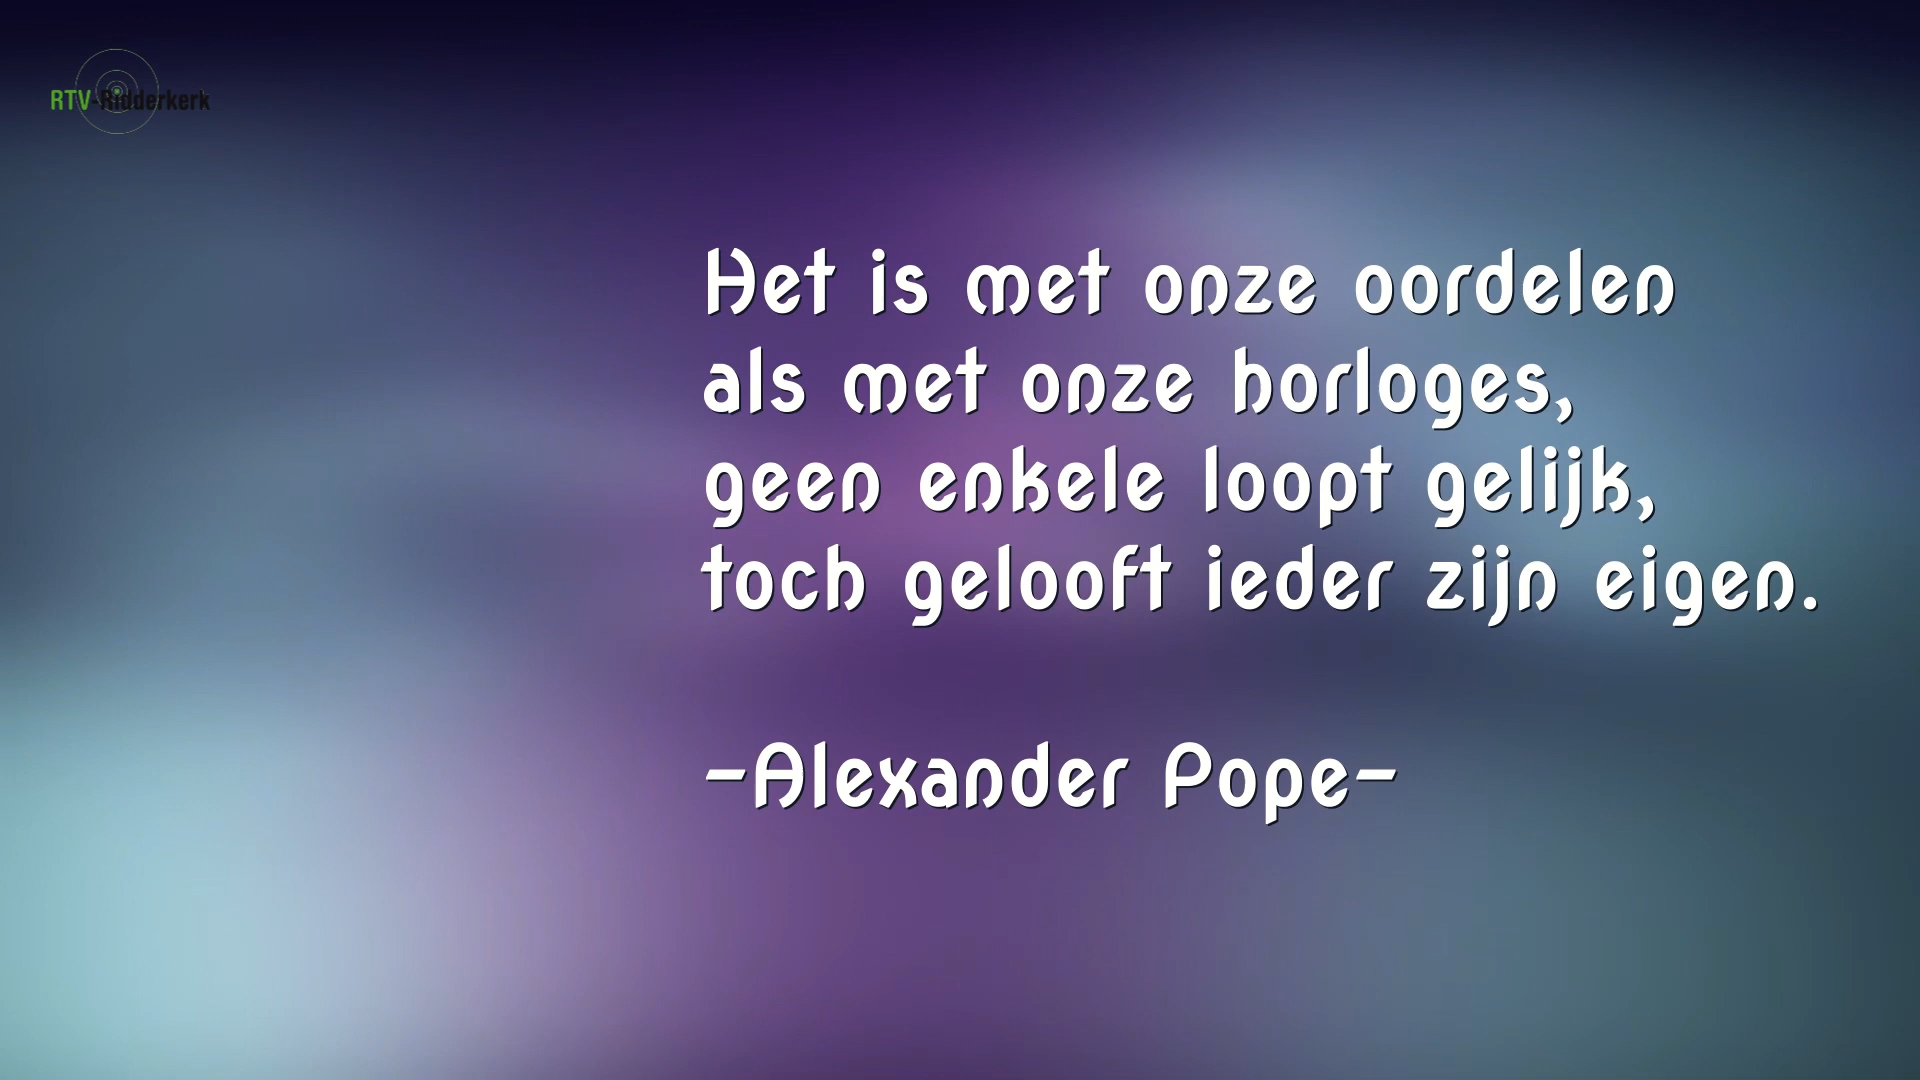 RTV-Ridderkerk
Het is met onze oordelen
als met onze horloges,
geen enkele loopt gelijk,
toch gelooft ieder zijn eigen.
-Alexander Pope-